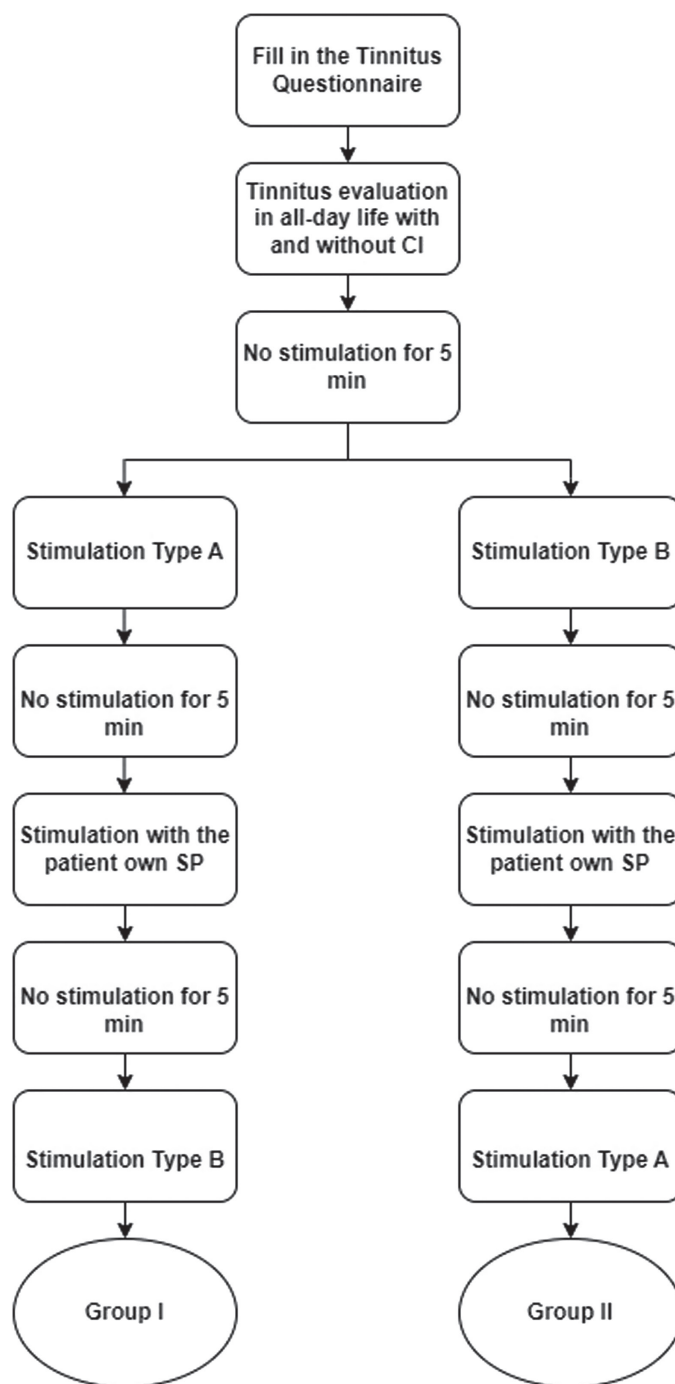 Fill in the Tinnitus
Questionnaire
Tinnitus evaluation
in all-day life with
and without CI
No stimulation for 5
min
Stimulation Type A
No stimulation for 5
min
Stimulation with the
patient own SP
No stimulation for 5
min
Stimulation Type B
Group I
Stimulation Type B
No stimulation for 5
min
Stimulation with the
patient own SP
No stimulation for 5
min
Stimulation Type A
Group II